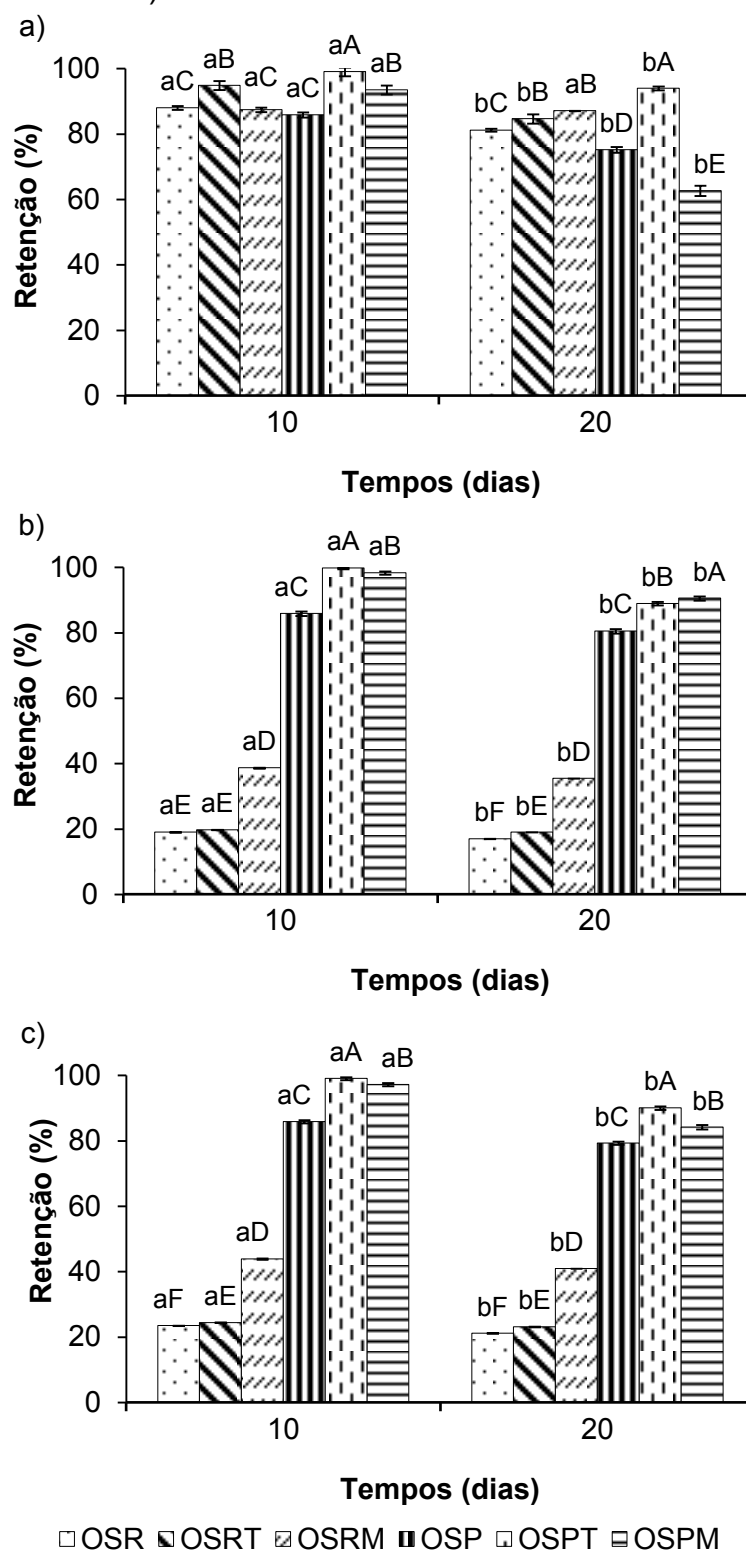 )
a)
Retenção (%)
100
80
60
40
20
0
aC aB aC aC aA aB
bC bB aB bD bA bE
10 20
Tempos (dias)
b)
Retenção (%)
100
80
60
40
20
0
aE aE aD aC aA aB
bF bE bD bC bB bA
10 20
Tempos (dias)
c)
Retenção (%)
100
80
60
40
20
0
aF aE aD aC aA aB
bF bE bD bC bA bB
10 20
Tempos (dias)
OSR OSRT OSRM OSP OSPT OSPM